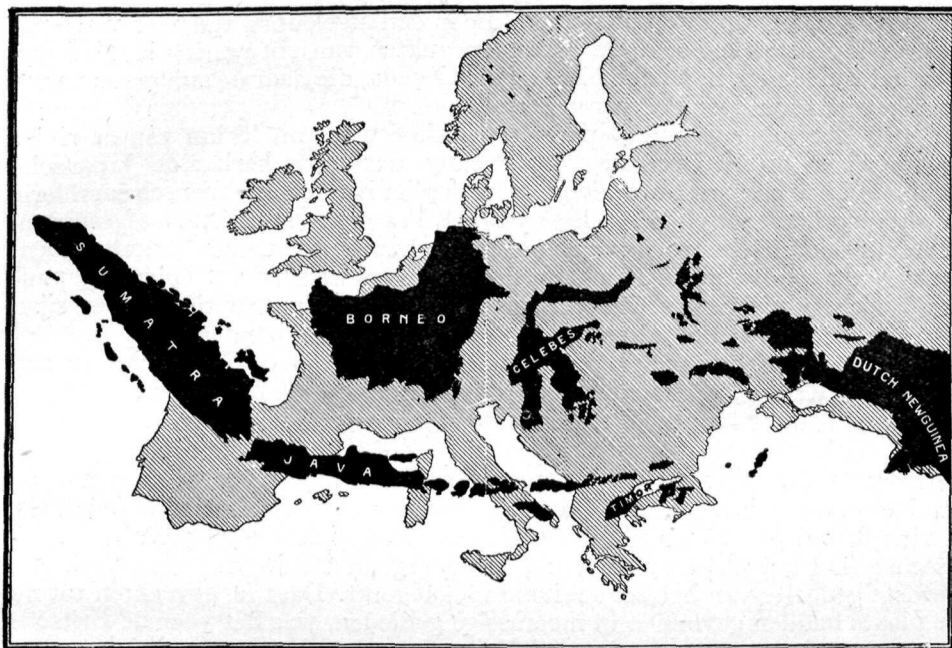 SUMATRA
BORNEO
CELEBES
DUTCH NEWGUINEA
JAVA
TIMOR